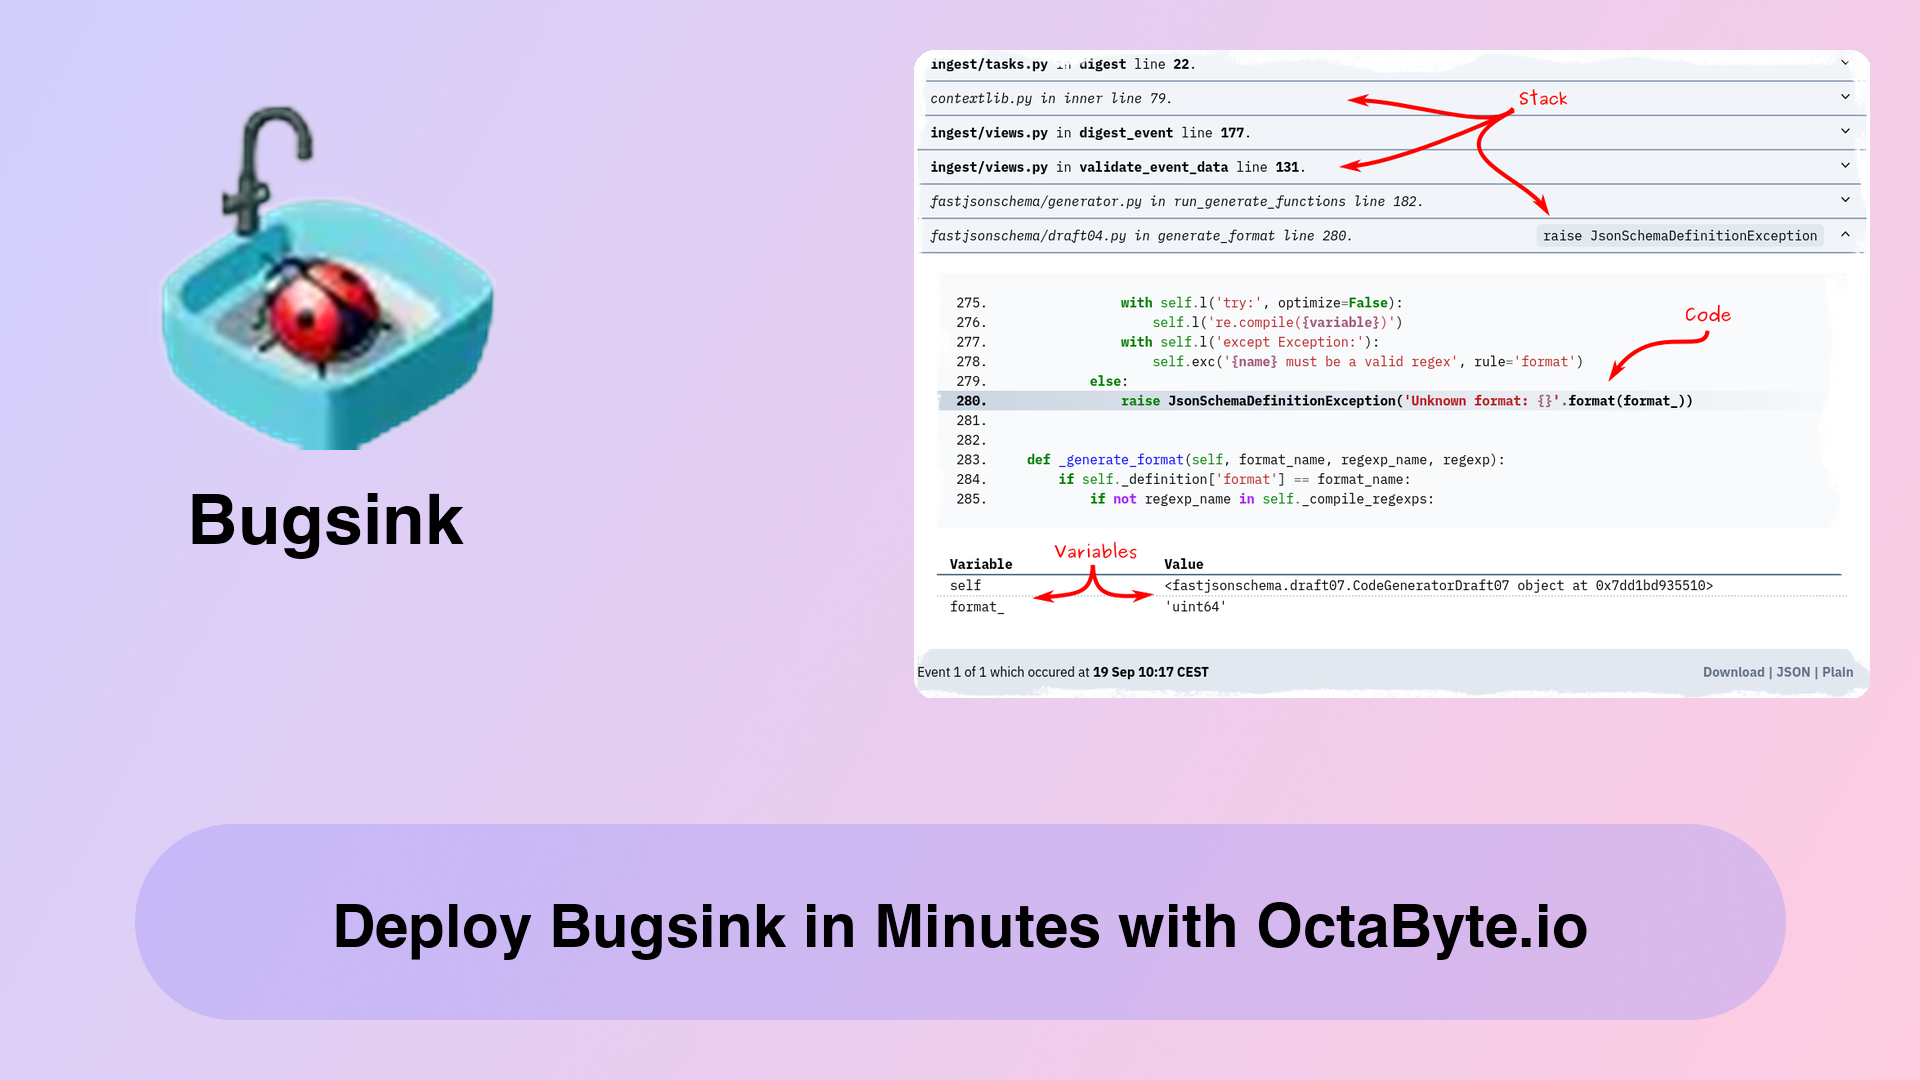 Bugsink
ingest/tasks.py in digest line 22.
contextlib.py in inner line 79.
Stack
ingest/views.py in digest_event line 177.
ingest/views.py in validate_event_data line 131.
fastjsonschema/generator.py in run_generate_functions line 182.
fastjsonschema/draft04.py in generate_format line 280. raise JsonSchemaDefinitionException
275. with self.l('try:', optimize=False):
Code
276. self.l('re.compile({variable})')
277. with self.l('except Exception:'):
278. self.exc('{name} must be a valid regex', rule='format')
279. else:
280. raise JsonSchemaDefinitionException('Unknown format: {}'.format(format_))
281.
282.
283. def _generate_format(self, format_name, regexp_name, regexp):
284. if self._definition['format'] == format_name:
285. if not regexp_name in self._compile_regexps:
Variables
Variable Value
self <fastjsonschema.draft07.CodeGeneratorDraft07 object at 0x7dd1bd935510>
format_ 'uint64'
Event 1 of 1 which occured at 19 Sep 10:17 CEST Download | JSON | Plain
Deploy Bugsink in Minutes with OctaByte.io